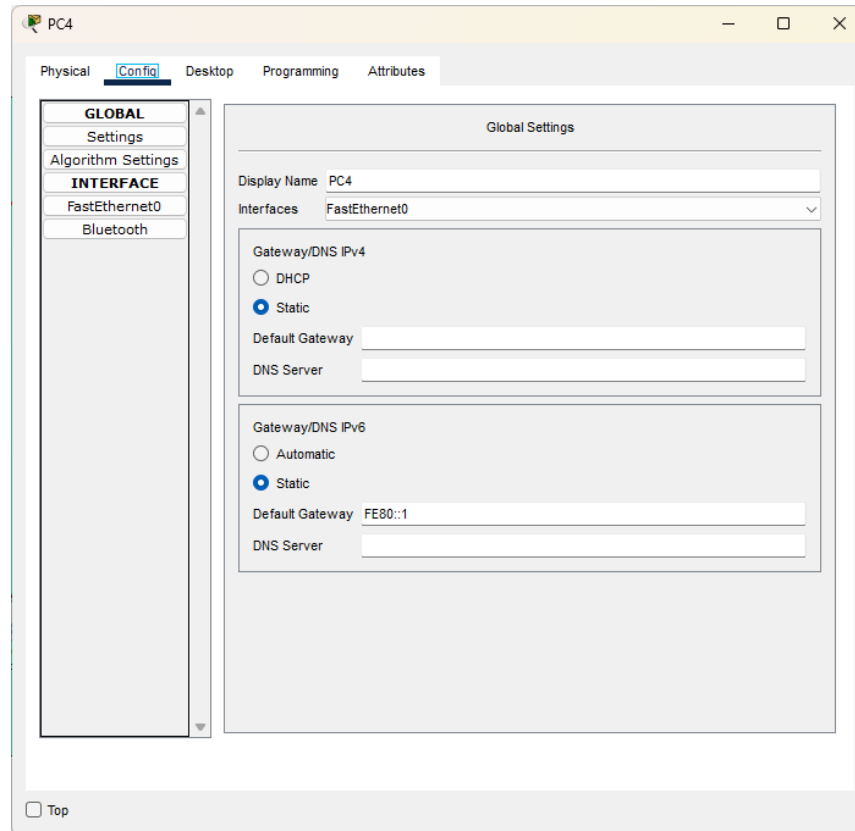 PC4
Physical Config Desktop Programming Attributes
GLOBAL
Settings
Algorithm Settings
INTERFACE
FastEthernet0
Bluetooth
Global Settings
Display Name PC4
Interfaces FastEthernet0
Gateway/DNS IPv4
DHCP
Static
Default Gateway
DNS Server
Gateway/DNS IPv6
Automatic
Static
Default Gateway FE80::1
DNS Server
Top